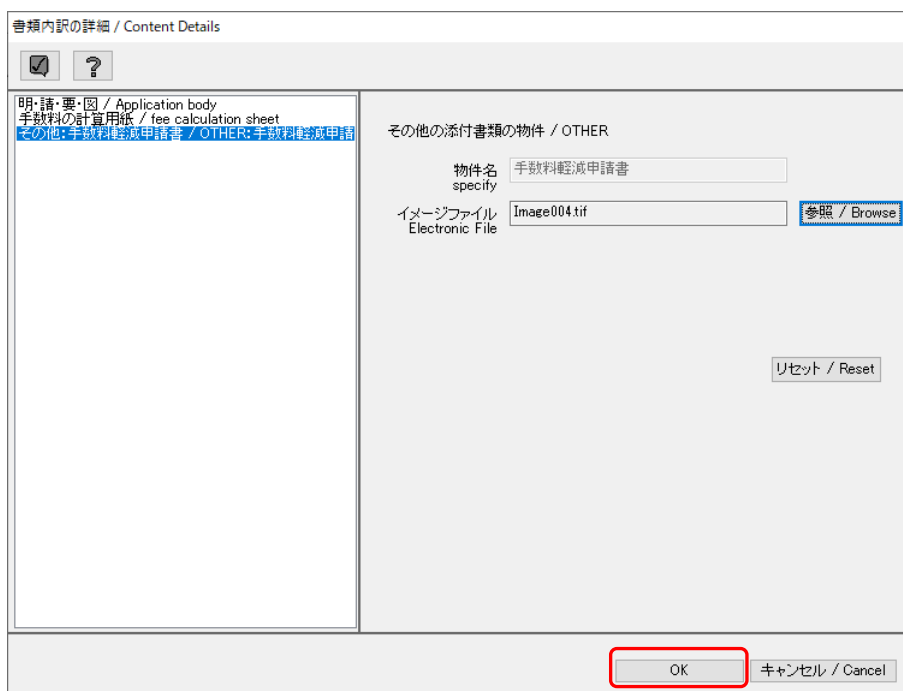 書類内訳の詳細 / Content Details
?
明・請・要・図 / Application body
手数料の計算用紙 / fee calculation sheet
その他:手数料軽減申請書 / OTHER:手数料軽減申請
その他の添付書類の物件 / OTHER
物件名 手数料軽減申請書
specify
イメージファイル Image004.tif 参照 / Browse
Electronic File
リセット / Reset
OK キャンセル / Cancel